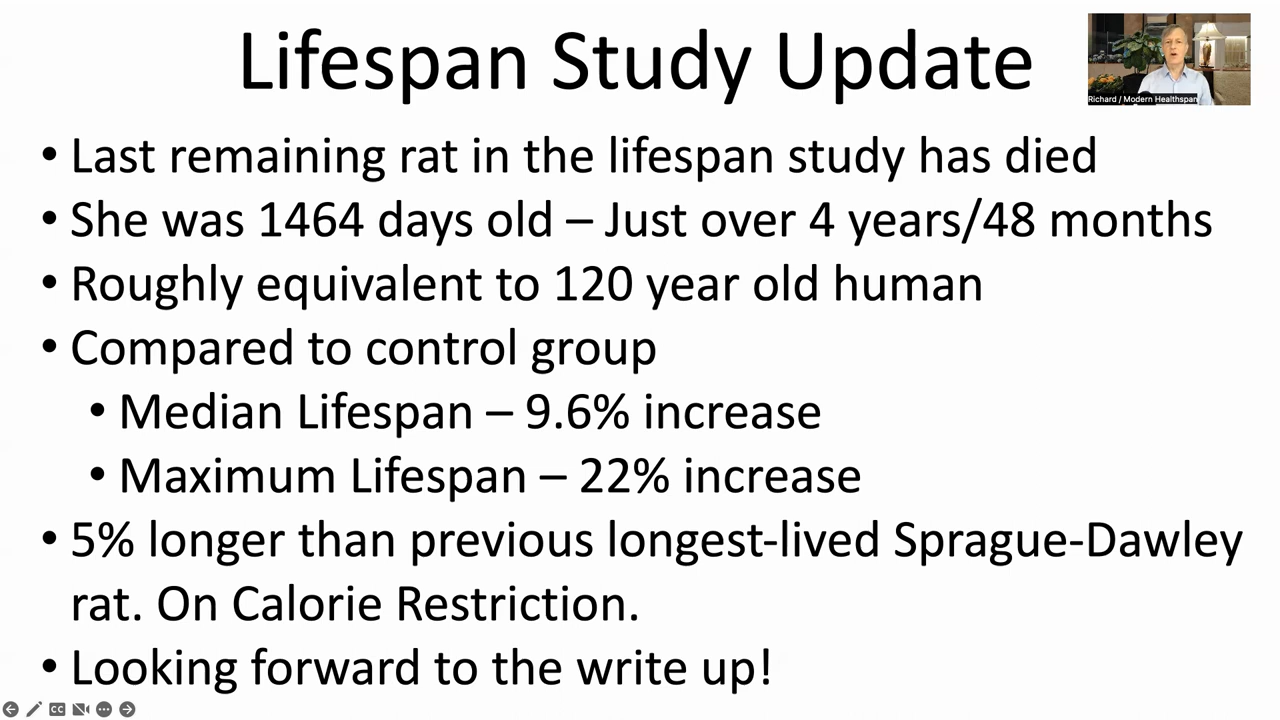 Lifespan Study Update
Richard / Modern Healthspan
• Last remaining rat in the lifespan study has died
• She was 1464 days old – Just over 4 years/48 months
• Roughly equivalent to 120 year old human
• Compared to control group
• Median Lifespan – 9.6% increase
• Maximum Lifespan – 22% increase
• 5% longer than previous longest-lived Sprague-Dawley
rat. On Calorie Restriction.
• Looking forward to the write up!
CC